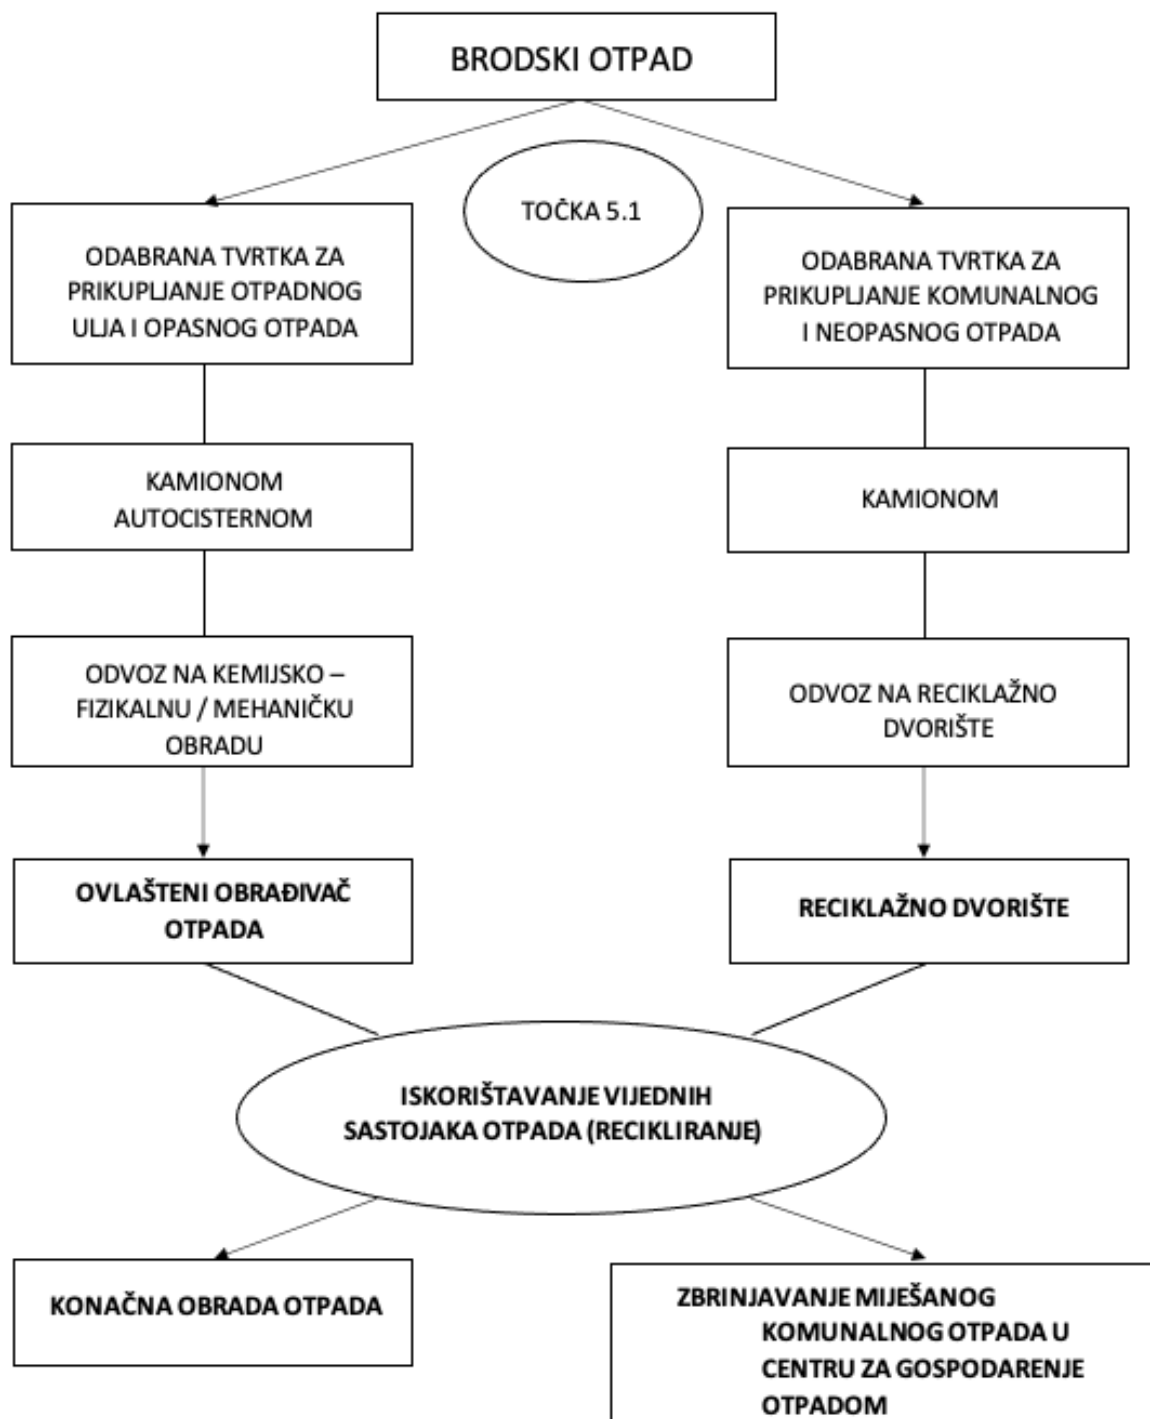 BRODSKI OTPAD
TOČKA 5.1
ODABRANA TVRTKA ZA
PRIKUPLJANJE OTPADNOG
ULJA I OPASNOG OTPADA
ODABRANA TVRTKA ZA
PRIKUPLJANJE KOMUNALNOG
I NEOPASNOG OTPADA
KAMIONOM
AUTOCISTERNOM
KAMIONOM
ODVOZ NA KEMIJSKO –
FIZIKALNU / MEHANIČKU
OBRADU
ODVOZ NA RECIKLAŽNO
DVORIŠTE
OVLAŠTENI OBRAĐIVAČ
OTPADA
RECIKLAŽNO DVORIŠTE
ISKORIŠTAVANJE VIJEDNIH
SASTOJAKA OTPADA (RECIKLIRANJE)
KONAČNA OBRADA OTPADA
ZBRINJAVANJE MIJEŠANOG
KOMUNALNOG OTPADA U
CENTRU ZA GOSPODARENJE
OTPADOM